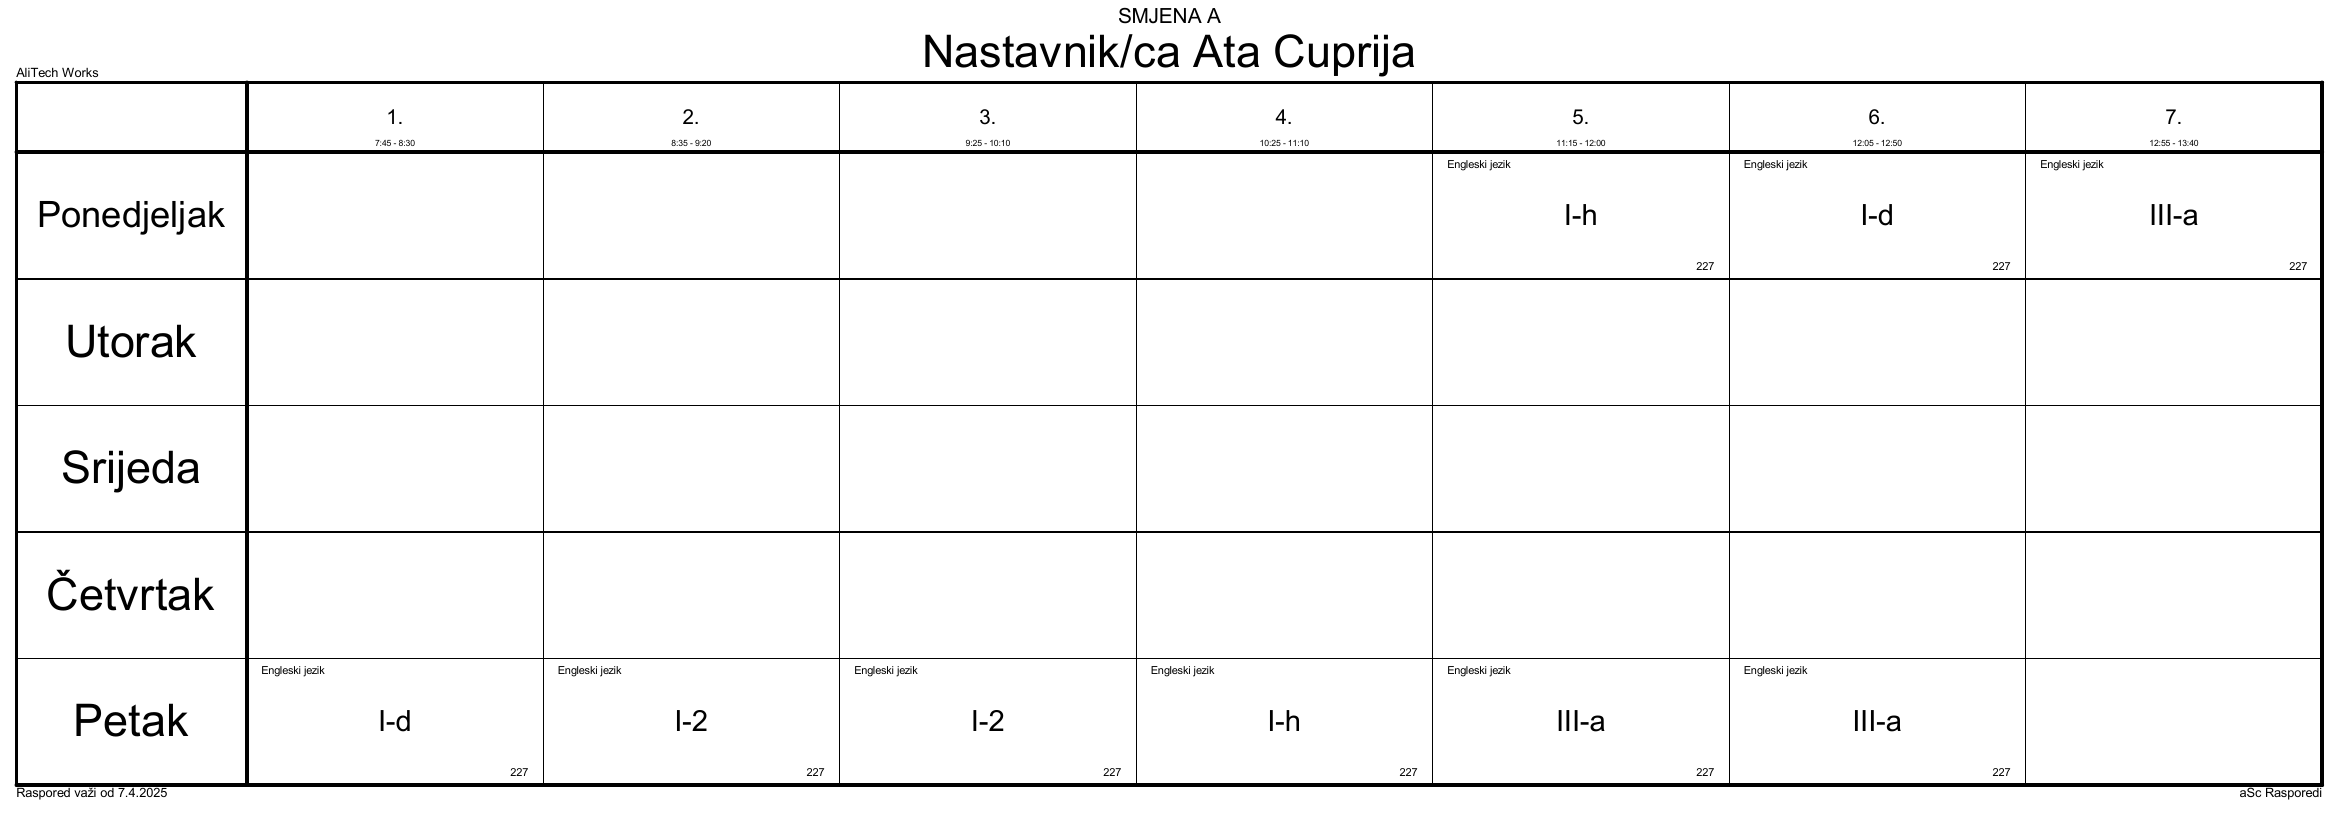 SMJENA A
Nastavnik/ca Ata Cuprija
AliTech Works
1. 2. 3. 4. 5. 6. 7.
7:45 - 8:30 8:35 - 9:20 9:25 - 10:10 10:25 - 11:10 11:15 - 12:00 12:05 - 12:50 12:55 - 13:40
Engleski jezik Engleski jezik Engleski jezik
Ponedjeljak I-h I-d III-a
227 227 227
Utorak
Srijeda
Četvrtak
Engleski jezik Engleski jezik Engleski jezik Engleski jezik Engleski jezik Engleski jezik
Petak I-d I-2 I-2 I-h III-a III-a
227 227 227 227 227 227
Raspored važi od 7.4.2025 aSc Rasporedi